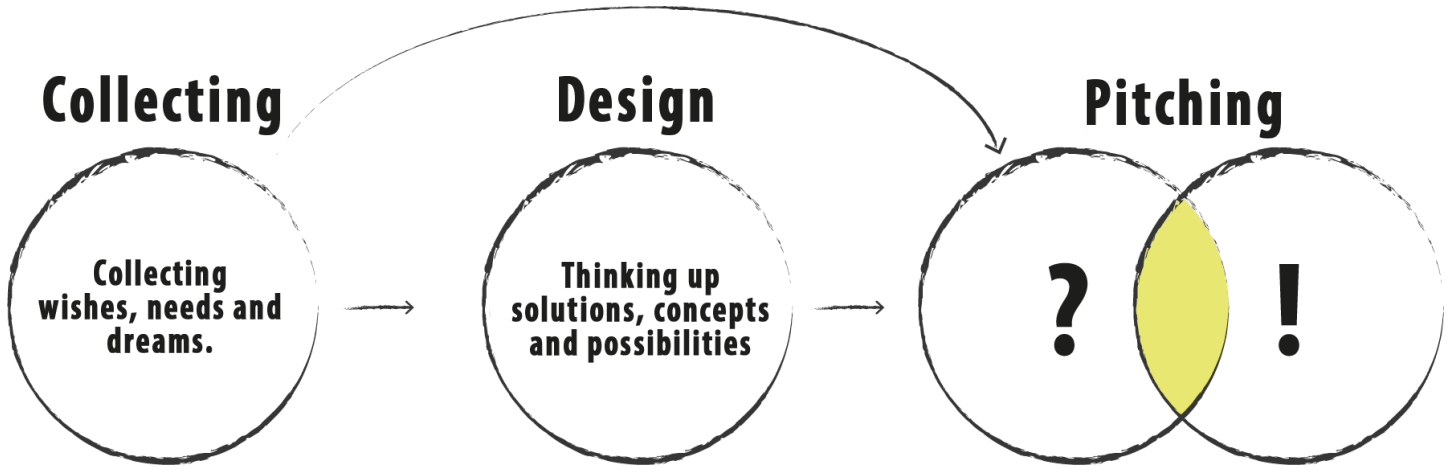 Collecting
Design
Pitching
Collecting
wishes, needs and
dreams.
Thinking up
solutions, concepts
and possibilities
?
!